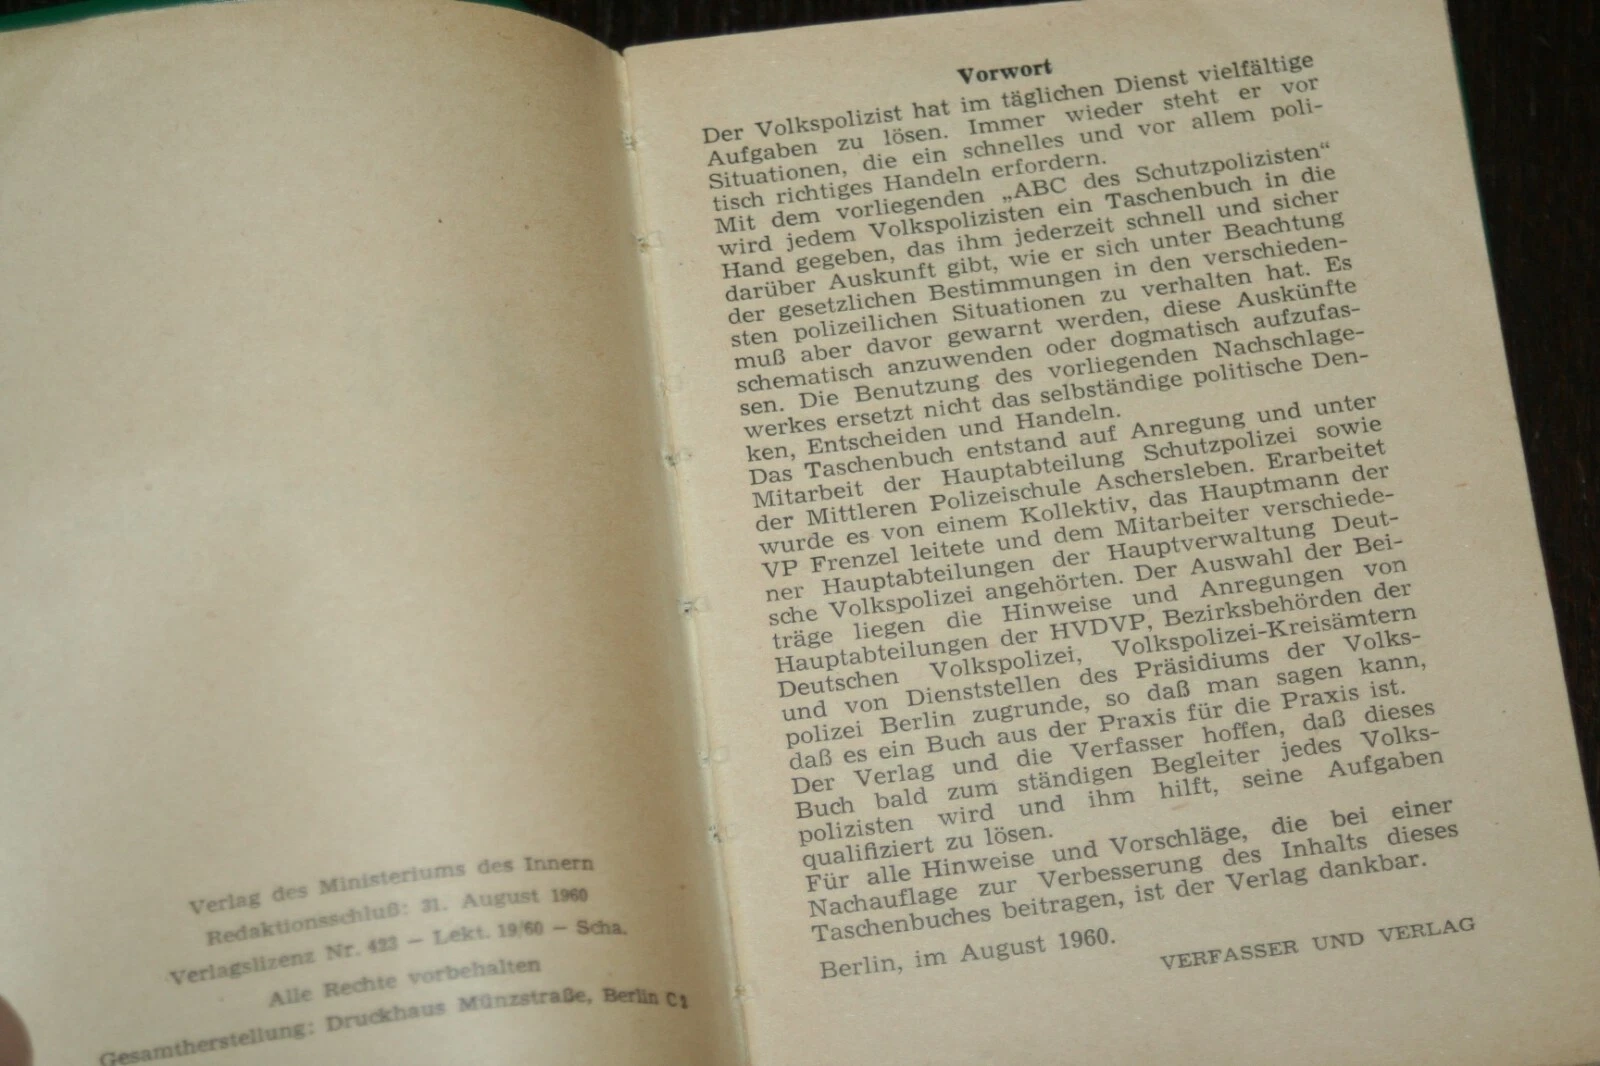 Verlag des Ministeriums des Innern
Redaktionsschluß: 31. August 1960
Verlagslizenz Nr. 423 — Lekt. 19/60 — Scha.
Alle Rechte vorbehalten
Gesamtherstellung: Druckhaus Münzstraße, Berlin C 2
Vorwort
Der Volkspolizist hat im täglichen Dienst vielfältige
Aufgaben zu lösen. Immer wieder steht er vor
Situationen, die ein schnelles und vor allem poli-
tisch richtiges Handeln erfordern.
Mit dem vorliegenden „ABC des Schutzpolizisten“
wird jedem Volkspolizisten ein Taschenbuch in die
Hand gegeben, das ihm jederzeit schnell und sicher
darüber Auskunft gibt, wie er sich unter Beachtung
der gesetzlichen Bestimmungen in den verschieden-
sten polizeilichen Situationen zu verhalten hat. Es
muß aber davor gewarnt werden, diese Auskünfte
schematisch anzuwenden oder dogmatisch aufzufas-
sen. Die Benutzung des vorliegenden Nachschlage-
werkes ersetzt nicht das selbständige politische Den-
ken, Entscheiden und Handeln.
Das Taschenbuch entstand auf Anregung und unter
Mitarbeit der Hauptabteilung Schutzpolizei sowie
der Mittleren Polizeischule Aschersleben. Erarbeitet
wurde es von einem Kollektiv, das Hauptmann der
VP Frenzel leitete und dem Mitarbeiter verschiede-
ner Hauptabteilungen der Hauptverwaltung Deut-
sche Volkspolizei angehörten. Der Auswahl der Bei-
träge liegen die Hinweise und Anregungen von
Hauptabteilungen der HVDVP, Bezirksbehörden der
Deutschen Volkspolizei, Volkspolizei-Kreisämtern
und von Dienststellen des Präsidiums der Volks-
polizei Berlin zugrunde, so daß man sagen kann,
daß es ein Buch aus der Praxis für die Praxis ist.
Der Verlag und die Verfasser hoffen, daß dieses
Buch bald zum ständigen Begleiter jedes Volks-
polizisten wird und ihm hilft, seine Aufgaben
qualifiziert zu lösen.
Für alle Hinweise und Vorschläge, die bei einer
Nachauflage zur Verbesserung des Inhalts dieses
Taschenbuches beitragen, ist der Verlag dankbar.
Berlin, im August 1960.
VERFASSER UND VERLAG